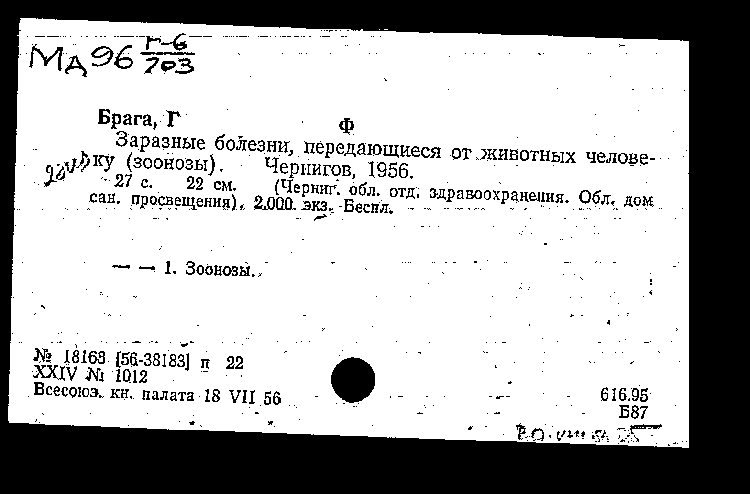 Мд 96 г-6
703
Брага, Г Ф
Заразные болезни, передающиеся от животных челове-
ку (зоонозы). Чернигов, 1956.
27 с. 22 см. (Черниг. обл. отд. здравоохранения. Обл. дом
сан. просвещения). 2.000. экз. Беспл.
— — 1. Зоонозы.
№ 18163 [56-38183] п 22
XXIV № 1012
Всесоюз. кн. палата 18 VII 56
616.95
Б87